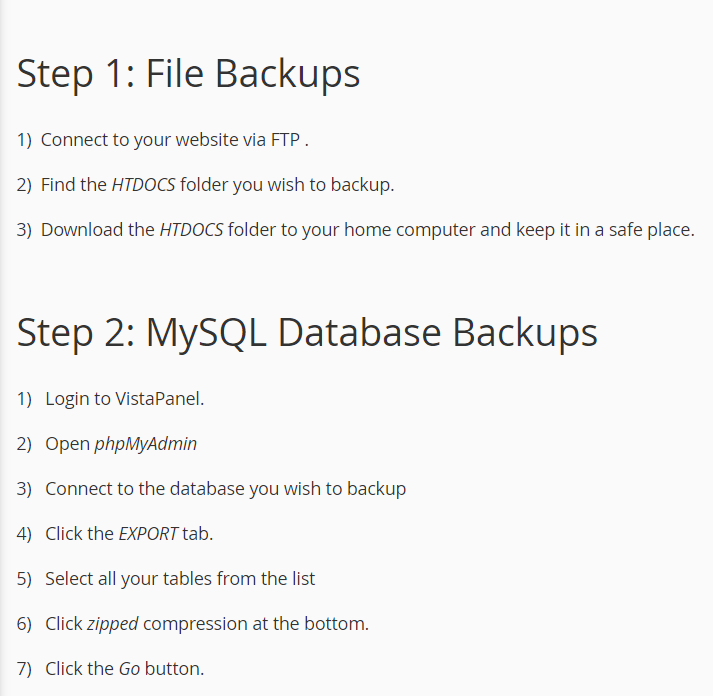 Step 1: File Backups
1) Connect to your website via FTP .
2) Find the HTDOCS folder you wish to backup.
3) Download the HTDOCS folder to your home computer and keep it in a safe place.
Step 2: MySQL Database Backups
1) Login to VistaPanel.
2) Open phpMyAdmin
3) Connect to the database you wish to backup
4) Click the EXPORT tab.
5) Select all your tables from the list
6) Click zipped compression at the bottom.
7) Click the Go button.